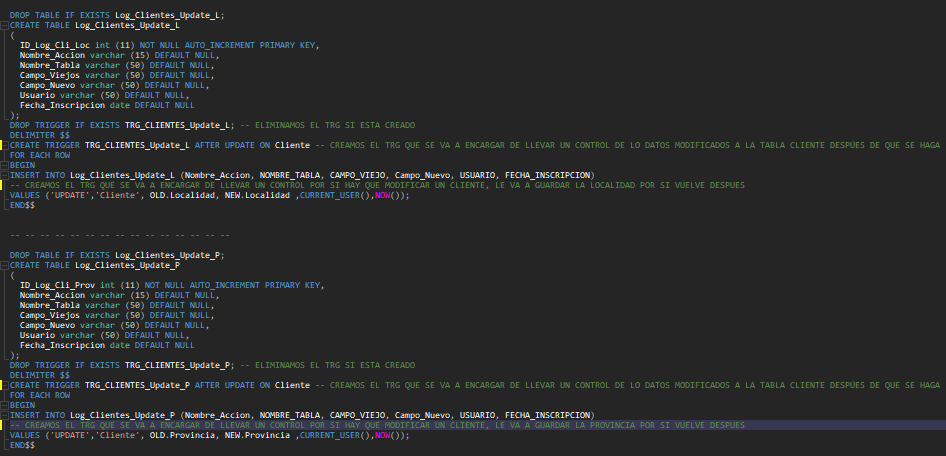 DROP TABLE IF EXISTS Log_Clientes_Update_L;
CREATE TABLE Log_Clientes_Update_L
(
ID_Log_Cli_Loc int (11) NOT NULL AUTO_INCREMENT PRIMARY KEY,
Nombre_Accion varchar (15) DEFAULT NULL,
Nombre_Tabla varchar (50) DEFAULT NULL,
Campo_Viejos varchar (50) DEFAULT NULL,
Campo_Nuevo varchar (50) DEFAULT NULL,
Usuario varchar (50) DEFAULT NULL,
Fecha_Inscripcion date DEFAULT NULL
);
DROP TRIGGER IF EXISTS TRG_CLIENTES_Update_L; -- ELIMINAMOS EL TRG SI ESTA CREADO
DELIMITER $$
CREATE TRIGGER TRG_CLIENTES_Update_L AFTER UPDATE ON Cliente -- CREAMOS EL TRG QUE SE VA A ENCARGAR DE LLEVAR UN CONTROL DE LO DATOS MODIFICADOS A LA TABLA CLIENTE DESPÚES DE QUE SE HAGA
FOR EACH ROW
BEGIN
INSERT INTO Log_Clientes_Update_L (Nombre_Accion, NOMBRE_TABLA, CAMPO_VIEJOS, Campo_Nuevo, USUARIO, FECHA_INSCRIPCION)
-- CREAMOS EL TRG QUE SE VA A ENCARGAR DE LLEVAR UN CONTROL POR SI HAY QUE MODIFICAR UN CLIENTE, LE VA A GUARDAR LA LOCALIDAD POR SI VUELVE DESPUES
VALUES ('UPDATE','Cliente', OLD.Localidad, NEW.Localidad ,CURRENT_USER(),NOW());
END$$
-- -- -- -- -- -- -- -- -- -- -- -- -- -- --
DROP TABLE IF EXISTS Log_Clientes_Update_P;
CREATE TABLE Log_Clientes_Update_P
(
ID_Log_Cli_Prov int (11) NOT NULL AUTO_INCREMENT PRIMARY KEY,
Nombre_Accion varchar (15) DEFAULT NULL,
Nombre_Tabla varchar (50) DEFAULT NULL,
Campo_Viejos varchar (50) DEFAULT NULL,
Campo_Nuevo varchar (50) DEFAULT NULL,
Usuario varchar (50) DEFAULT NULL,
Fecha_Inscripcion date DEFAULT NULL
);
DROP TRIGGER IF EXISTS TRG_CLIENTES_Update_P; -- ELIMINAMOS EL TRG SI ESTA CREADO
DELIMITER $$
CREATE TRIGGER TRG_CLIENTES_Update_P AFTER UPDATE ON Cliente -- CREAMOS EL TRG QUE SE VA A ENCARGAR DE LLEVAR UN CONTROL DE LO DATOS MODIFICADOS A LA TABLA CLIENTE DESPÚES DE QUE SE HAGA
FOR EACH ROW
BEGIN
INSERT INTO Log_Clientes_Update_P (Nombre_Accion, NOMBRE_TABLA, CAMPO_VIEJO, Campo_Nuevo, USUARIO, FECHA_INSCRIPCION)
-- CREAMOS EL TRG QUE SE VA A ENCARGAR DE LLEVAR UN CONTROL POR SI HAY QUE MODIFICAR UN CLIENTE, LE VA A GUARDAR LA PROVINCIA POR SI VUELVE DESPUES
VALUES ('UPDATE','Cliente', OLD.Provincia, NEW.Provincia ,CURRENT_USER(),NOW());
END$$